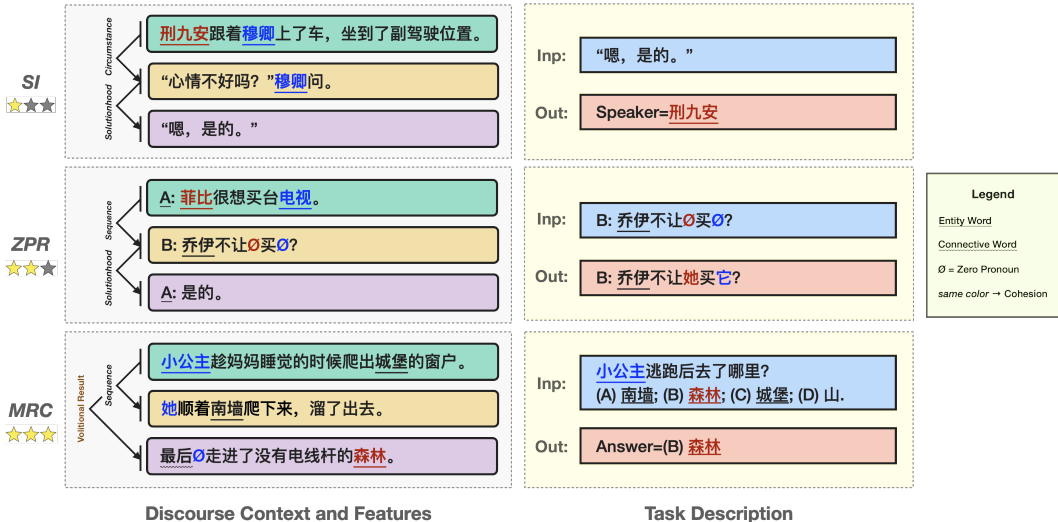 SI
Circumstance
Solutionhood
刑九安跟着穆卿上了车，坐到了副驾驶位置。
“心情不好吗？”穆卿问。
“嗯，是的。”
Inp:
“嗯，是的。”
Out:
Speaker=刑九安
ZPR
Sequence
Solutionhood
A: 菲比很想买台电视。
B: 乔伊不让Ø买Ø?
A: 是的。
Inp:
B: 乔伊不让Ø买Ø?
Out:
B: 乔伊不让她买它?
MRC
Volitional Result
Sequence
小公主趁妈妈睡觉的时候爬出城堡的窗户。
她顺着南墙爬下来，溜了出去。
最后Ø走进了没有电线杆的森林。
Inp:
小公主逃跑后去了哪里?
(A) 南墙; (B) 森林; (C) 城堡; (D) 山.
Out:
Answer=(B) 森林
Legend
Entity Word
Connective Word
Ø = Zero Pronoun
same color → Cohesion
Discourse Context and Features
Task Description